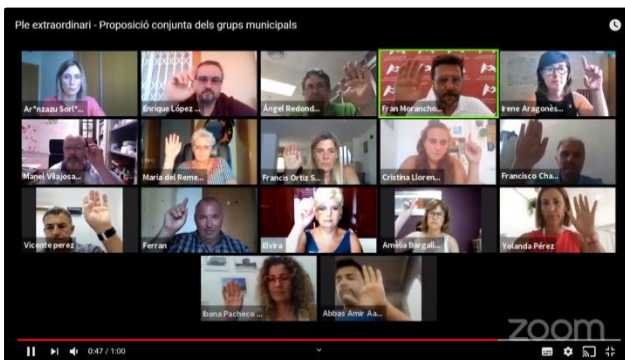 Ple extraordinari - Proposició conjunta dels grups municipals
Ar*nzazu Sorl*...
Enrique López ...
Ángel Redond...
Fran Morancho...
Irene Aragonès...
Manel Vilajosa...
Maria del Reme...
Francis Ortiz S...
Cristina Lloren...
Francisco Cha...
Vicente perez
Ferran
Elvira
Amèlia Bargall...
Yolanda Pérez
Ibana Pacheco ...
Abbas Amir Aa...
zoom
0:47 / 1:00